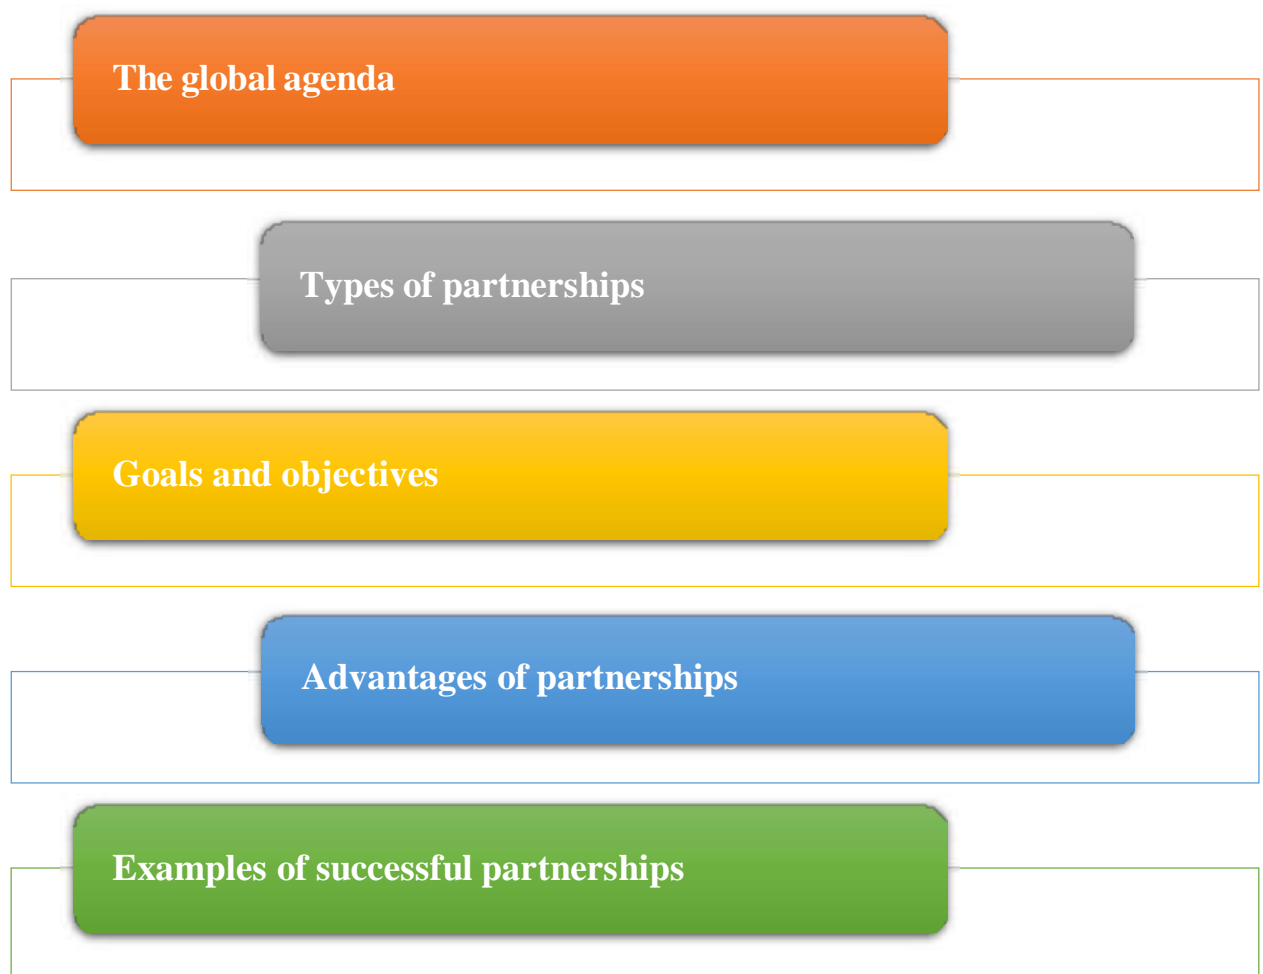 The global agenda
Types of partnerships
Goals and objectives
Advantages of partnerships
Examples of successful partnerships